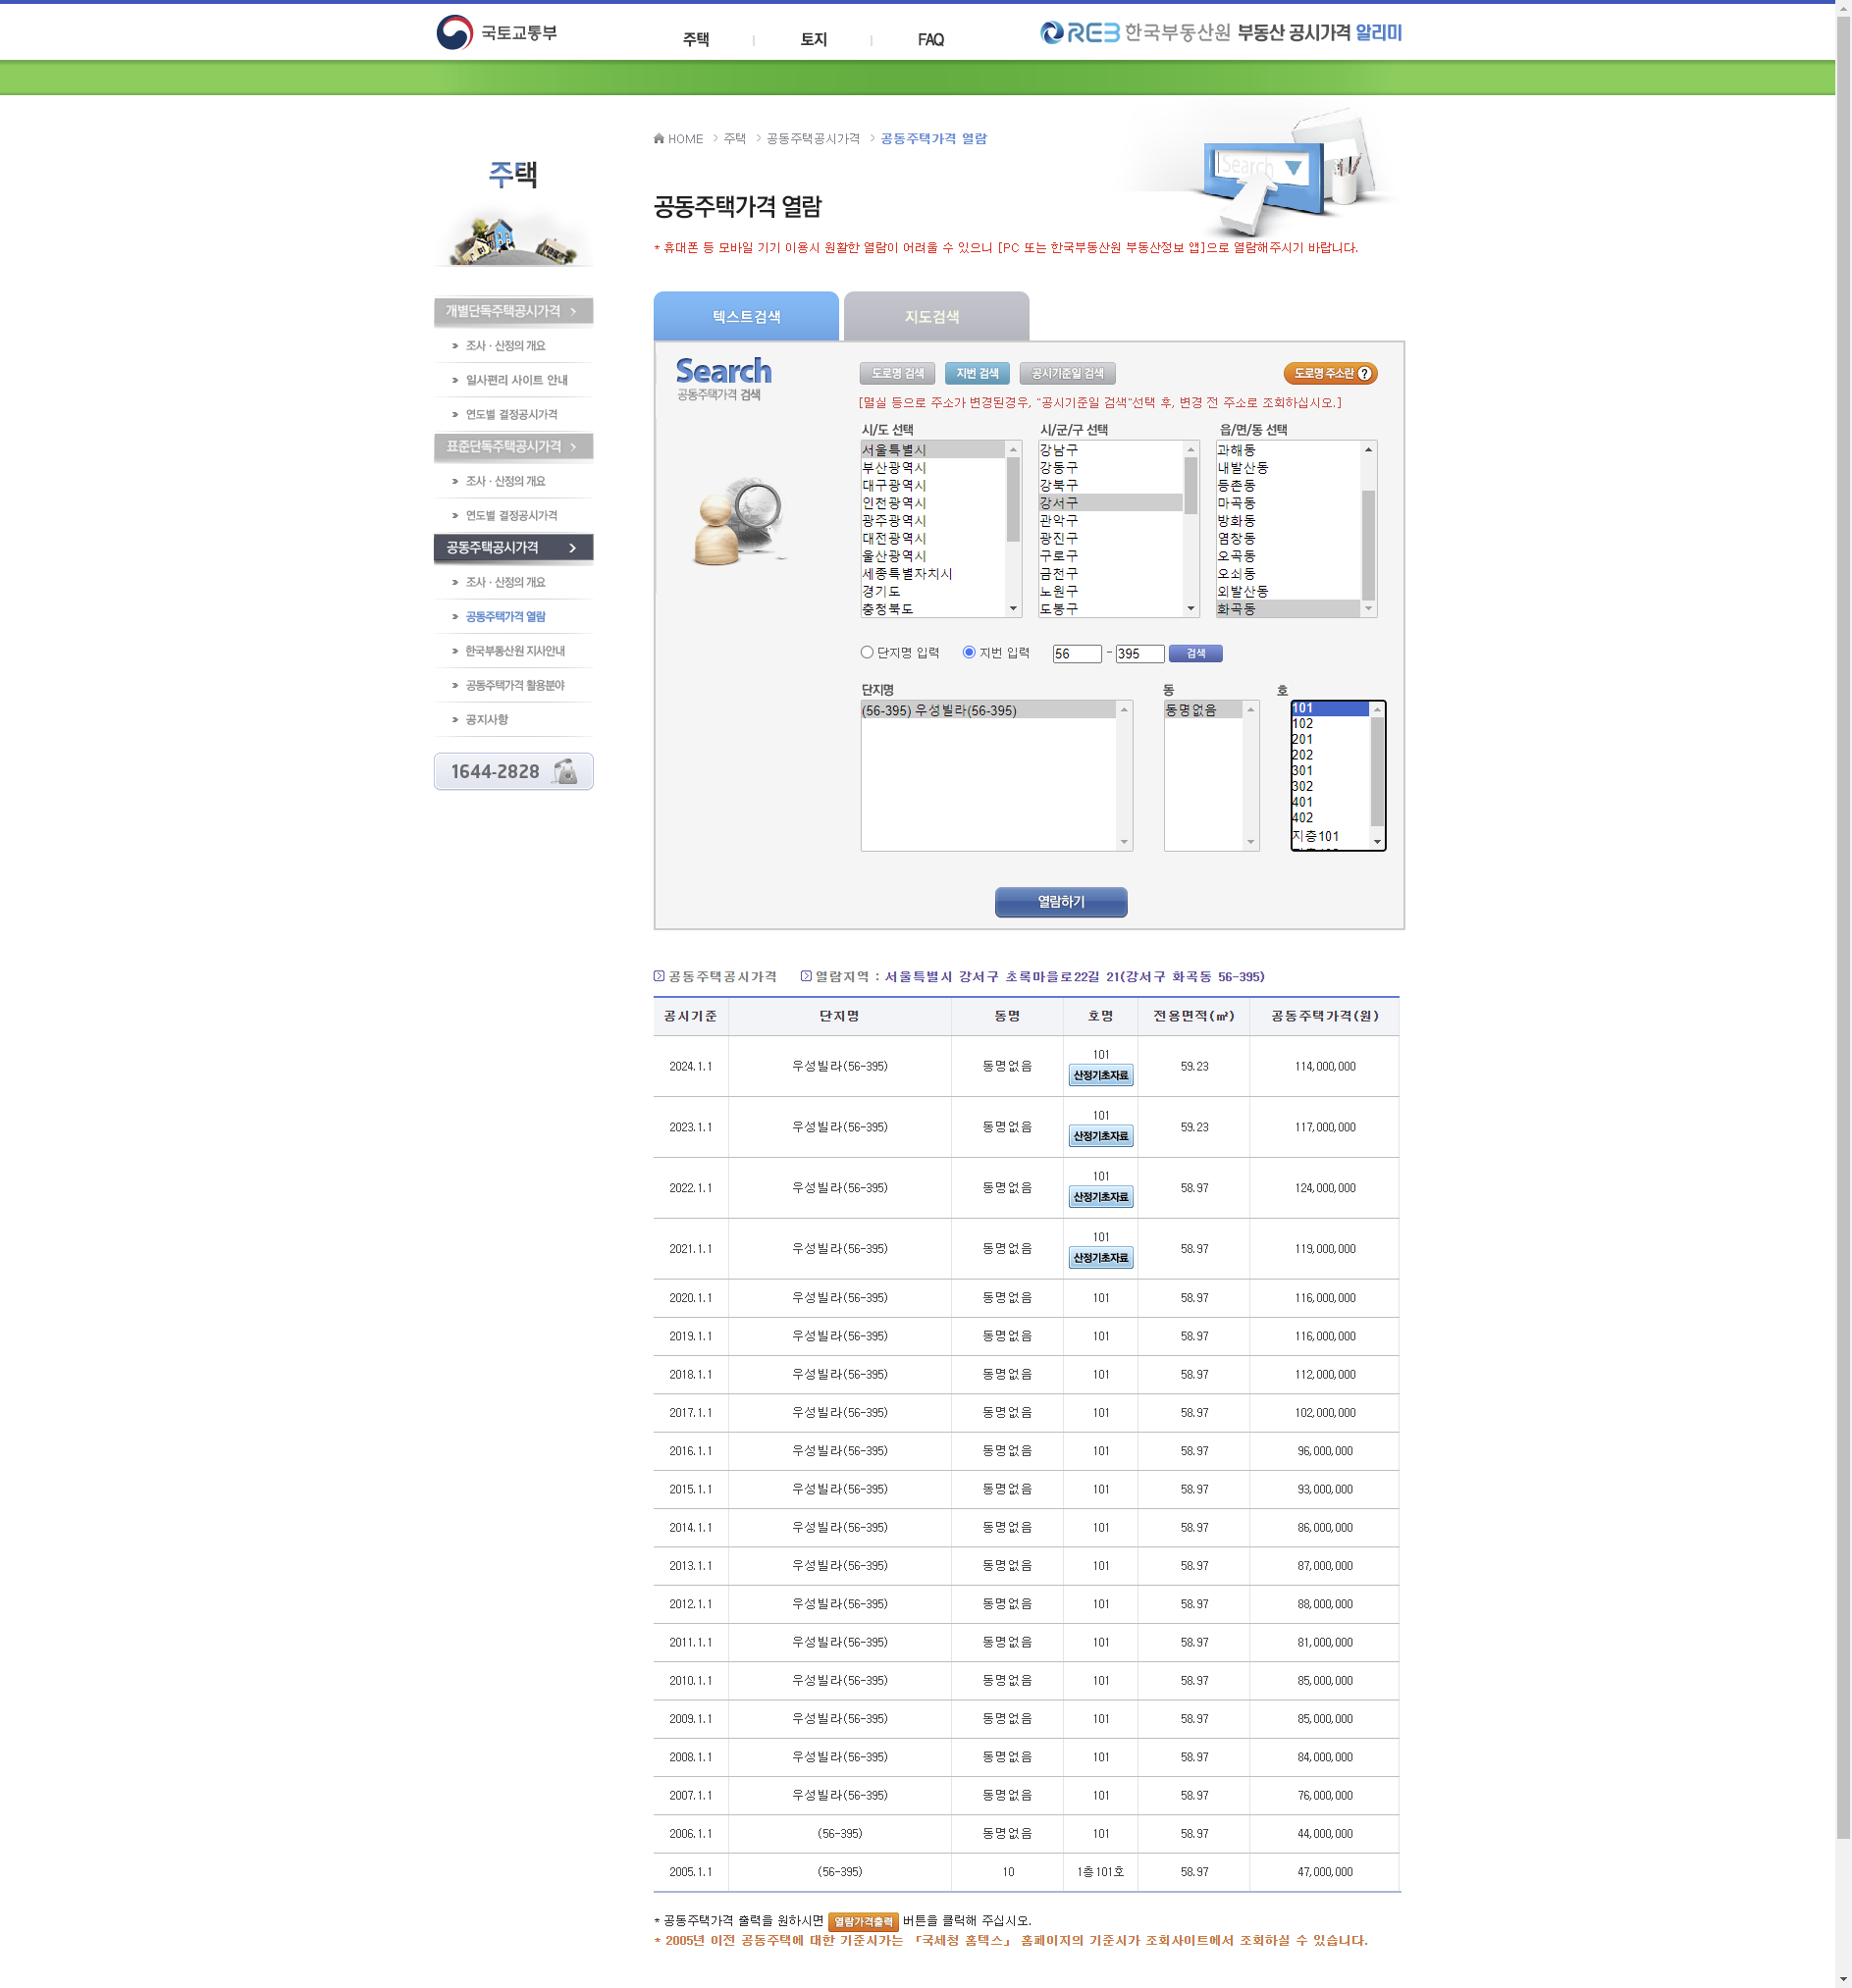 국토교통부
주택
토지
FAQ
REB 한국부동산원 부동산 공시가격 알리미
HOME > 주택 > 공동주택공시가격 > 공동주택가격 열람
Search
주택
공동주택가격 열람
* 휴대폰 등 모바일 기기 이용시 원활한 열람이 어려울 수 있으니 [PC 또는 한국부동산원 부동산정보 앱]으로 열람해주시기 바랍니다.
개별단독주택공시가격
조사ㆍ산정의 개요
일사편리 사이트 안내
연도별 결정공시가격
표준단독주택공시가격
조사ㆍ산정의 개요
연도별 결정공시가격
공동주택공시가격
조사ㆍ산정의 개요
공동주택가격 열람
한국부동산원 지사안내
공동주택가격 활용분야
공지사항
1644-2828
텍스트검색 지도검색
Search
공동주택가격 검색
도로명 검색 지번 검색 공시기준일 검색 도로명 주소란 ?
[멸실 등으로 주소가 변경된경우, "공시기준일 검색"선택 후, 변경 전 주소로 조회하십시오.]
시/도 선택
서울특별시
부산광역시
대구광역시
인천광역시
광주광역시
대전광역시
울산광역시
세종특별자치시
경기도
충청북도
시/군/구 선택
강남구
강동구
강북구
강서구
관악구
광진구
구로구
금천구
노원구
도봉구
읍/면/동 선택
과해동
내발산동
등촌동
마곡동
방화동
염창동
오곡동
오쇠동
외발산동
화곡동
단지명 입력 지번 입력 56 - 395 검색
단지명
(56-395) 우성빌라(56-395)
동
동명없음
호
101
102
201
202
301
302
401
402
지층101
열람하기
공동주택공시가격 열람지역 : 서울특별시 강서구 초록마을로22길 21(강서구 화곡동 56-395)
공시기준 단지명 동명 호명 전용면적(㎡) 공동주택가격(원)
2024.1.1 우성빌라(56-395) 동명없음 101 산정기초자료 59.23 114,000,000
2023.1.1 우성빌라(56-395) 동명없음 101 산정기초자료 59.23 117,000,000
2022.1.1 우성빌라(56-395) 동명없음 101 산정기초자료 58.97 124,000,000
2021.1.1 우성빌라(56-395) 동명없음 101 산정기초자료 58.97 119,000,000
2020.1.1 우성빌라(56-395) 동명없음 101 58.97 116,000,000
2019.1.1 우성빌라(56-395) 동명없음 101 58.97 116,000,000
2018.1.1 우성빌라(56-395) 동명없음 101 58.97 112,000,000
2017.1.1 우성빌라(56-395) 동명없음 101 58.97 102,000,000
2016.1.1 우성빌라(56-395) 동명없음 101 58.97 96,000,000
2015.1.1 우성빌라(56-395) 동명없음 101 58.97 93,000,000
2014.1.1 우성빌라(56-395) 동명없음 101 58.97 86,000,000
2013.1.1 우성빌라(56-395) 동명없음 101 58.97 87,000,000
2012.1.1 우성빌라(56-395) 동명없음 101 58.97 88,000,000
2011.1.1 우성빌라(56-395) 동명없음 101 58.97 81,000,000
2010.1.1 우성빌라(56-395) 동명없음 101 58.97 85,000,000
2009.1.1 우성빌라(56-395) 동명없음 101 58.97 85,000,000
2008.1.1 우성빌라(56-395) 동명없음 101 58.97 84,000,000
2007.1.1 우성빌라(56-395) 동명없음 101 58.97 76,000,000
2006.1.1 (56-395) 동명없음 101 58.97 44,000,000
2005.1.1 (56-395) 10 1층101호 58.97 47,000,000
* 공동주택가격 출력을 원하시면 열람가격출력 버튼을 클릭해 주십시오.
* 2005년 이전 공동주택에 대한 기준시가는 「국세청 홈텍스」 홈페이지의 기준시가 조회사이트에서 조회하실 수 있습니다.